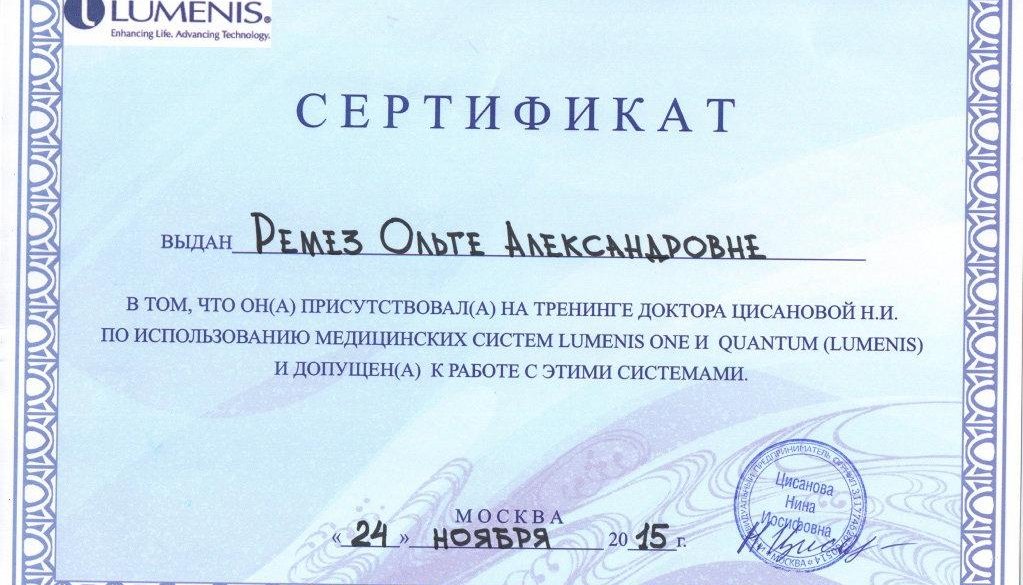 LUMENIS®
Enhancing Life. Advancing Technology.
СЕРТИФИКАТ
ВЫДАН Ремез Ольге Александровне
В ТОМ, ЧТО ОН(А) ПРИСУТСТВОВАЛ(А) НА ТРЕНИНГЕ ДОКТОРА ЦИСАНОВОЙ Н.И.
ПО ИСПОЛЬЗОВАНИЮ МЕДИЦИНСКИХ СИСТЕМ LUMENIS ONE И QUANTUM (LUMENIS)
И ДОПУЩЕН(А) К РАБОТЕ С ЭТИМИ СИСТЕМАМИ.
МОСКВА
«24» НОЯБРЯ 2015 г.
Цисанова
Нина
Иосифовна
МОСКВА